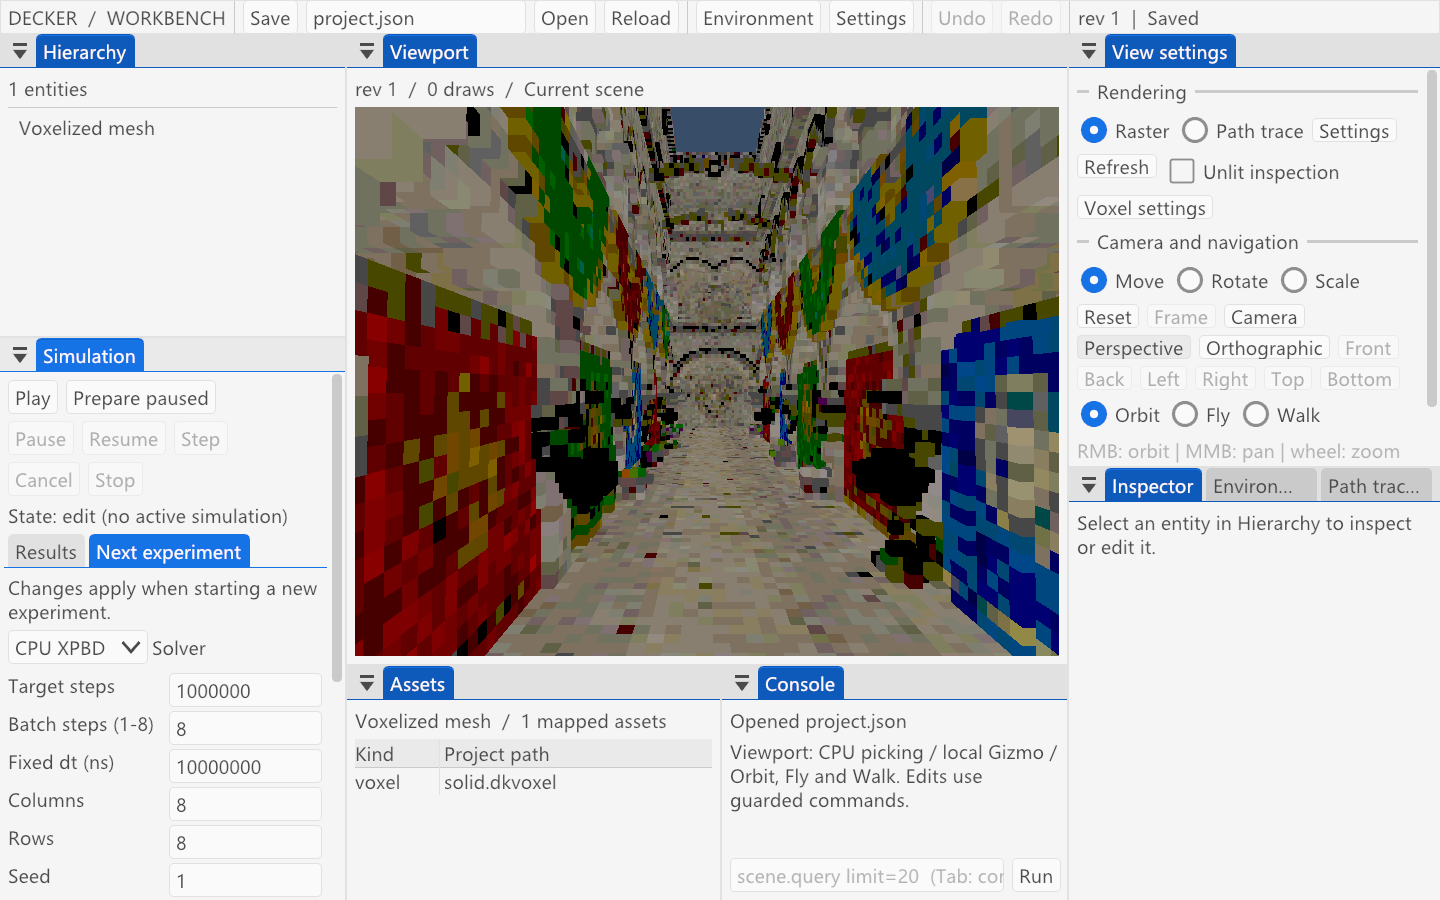 DECKER / WORKBENCH Save project.json Open Reload Environment Settings Undo Redo rev 1 | Saved
Hierarchy
1 entities
Voxelized mesh
Simulation
Play Prepare paused
Pause Resume Step
Cancel Stop
State: edit (no active simulation)
Results Next experiment
Changes apply when starting a new
experiment.
CPU XPBD Solver
Target steps 1000000
Batch steps (1-8) 8
Fixed dt (ns) 10000000
Columns 8
Rows 8
Seed 1
Viewport
rev 1 / 0 draws / Current scene
Assets
Voxelized mesh / 1 mapped assets
Kind Project path
voxel solid.dkvoxel
Console
Opened project.json
Viewport: CPU picking / local Gizmo /
Orbit, Fly and Walk. Edits use
guarded commands.
scene.query limit=20 (Tab: cor Run
View settings
Rendering
Raster Path trace Settings
Refresh Unlit inspection
Voxel settings
Camera and navigation
Move Rotate Scale
Reset Frame Camera
Perspective Orthographic Front
Back Left Right Top Bottom
Orbit Fly Walk
RMB: orbit | MMB: pan | wheel: zoom
Inspector Environ... Path trac...
Select an entity in Hierarchy to inspect
or edit it.